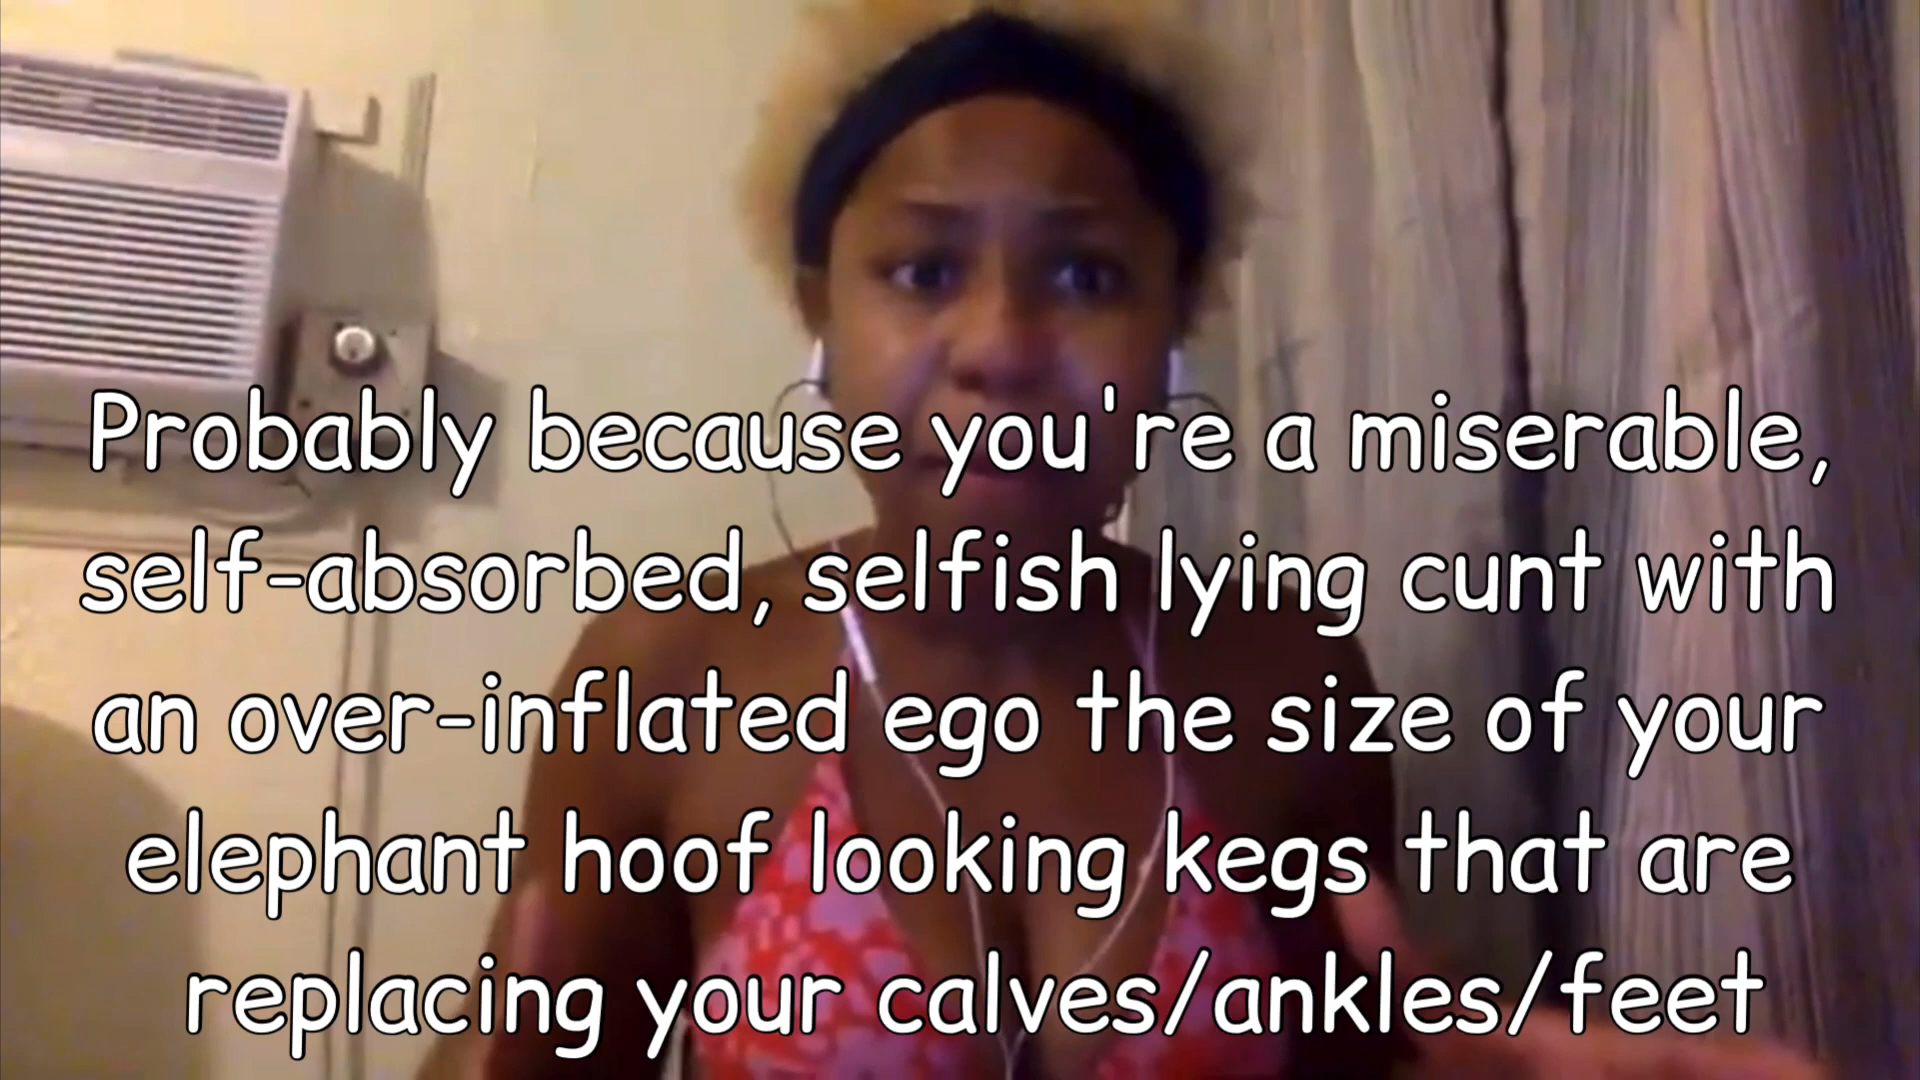 Probably because you're a miserable,
self-absorbed, selfish lying cunt with
an over-inflated ego the size of your
elephant hoof looking kegs that are
replacing your calves/ankles/feet